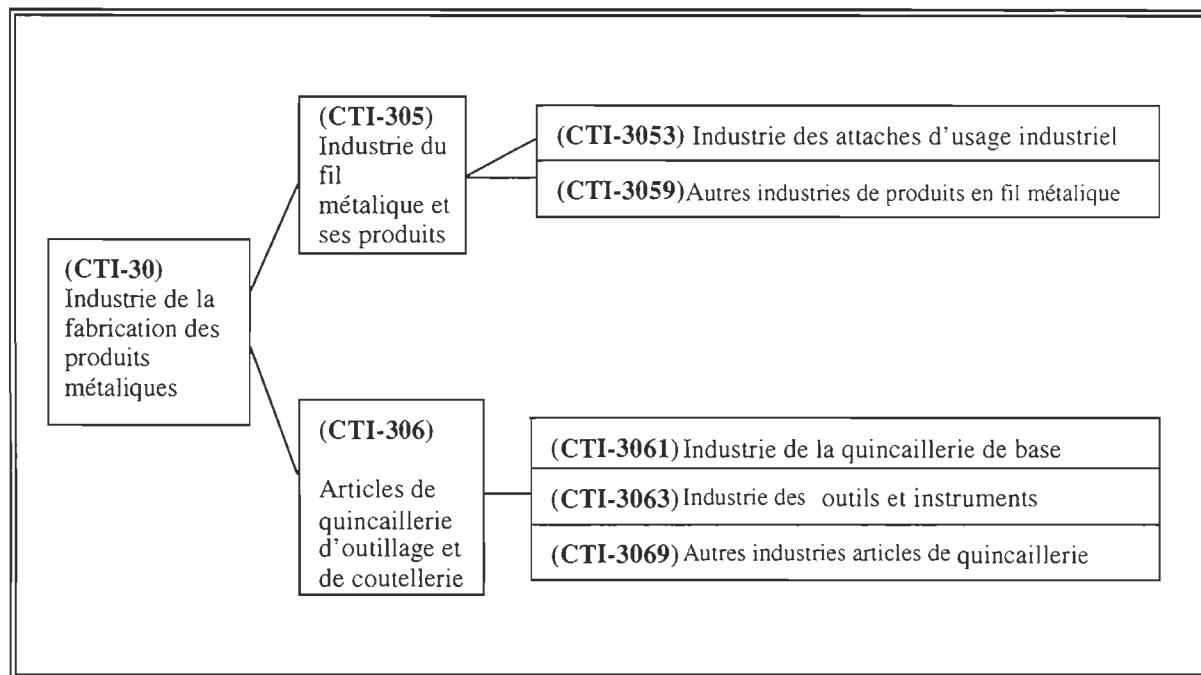 (CTI-30)
Industrie de la
fabrication des
produits
métaliques
(CTI-305)
Industrie du
fil
métalique et
ses produits
(CTI-3053) Industrie des attaches d'usage industriel
(CTI-3059) Autres industries de produits en fil métalique
(CTI-306)
Articles de
quincaillerie
d'outillage et
de coutellerie
(CTI-3061) Industrie de la quincaillerie de base
(CTI-3063) Industrie des outils et instruments
(CTI-3069) Autres industries articles de quincaillerie